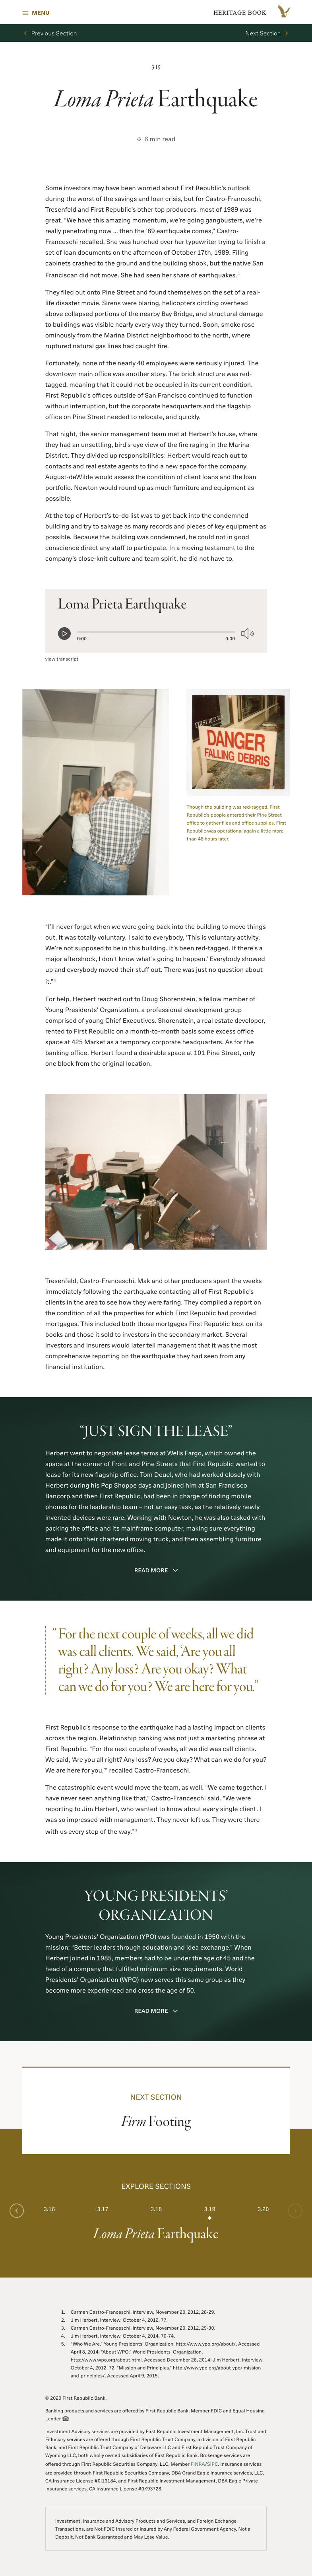 MENU
HERITAGE BOOK
Previous Section
Next Section
3.19
Loma Prieta Earthquake
6 min read
Some investors may have been worried about First Republic's outlook
during the worst of the savings and loan crisis, but for Castro-Franceschi,
Tresenfeld and First Republic's other top producers, most of 1989 was
great. "We have this amazing momentum, we're going gangbusters, we're
really penetrating now ... then the '89 earthquake comes," Castro-
Franceschi recalled. She was hunched over her typewriter trying to finish a
set of loan documents on the afternoon of October 17th, 1989. Filing
cabinets crashed to the ground and the building shook, but the native San
Franciscan did not move. She had seen her share of earthquakes. 1
They filed out onto Pine Street and found themselves on the set of a real-
life disaster movie. Sirens were blaring, helicopters circling overhead
above collapsed portions of the nearby Bay Bridge, and structural damage
to buildings was visible nearly every way they turned. Soon, smoke rose
ominously from the Marina District neighborhood to the north, where
ruptured natural gas lines had caught fire.
Fortunately, none of the nearly 40 employees were seriously injured. The
downtown main office was another story. The brick structure was red-
tagged, meaning that it could not be occupied in its current condition.
First Republic's offices outside of San Francisco continued to function
without interruption, but the corporate headquarters and the flagship
office on Pine Street needed to relocate, and quickly.
That night, the senior management team met at Herbert's house, where
they had an unsettling, bird's-eye view of the fire raging in the Marina
District. They divided up responsibilities: Herbert would reach out to
contacts and real estate agents to find a new space for the company.
August-deWilde would assess the condition of client loans and the loan
portfolio. Newton would round up as much furniture and equipment as
possible.
At the top of Herbert's to-do list was to get back into the condemned
building and try to salvage as many records and pieces of key equipment as
possible. Because the building was condemned, he could not in good
conscience direct any staff to participate. In a moving testament to the
company's close-knit culture and team spirit, he did not have to.
Loma Prieta Earthquake
0:00
0:00
view transcript
FIRST REPUBLIC
DANGER
FALLING DEBRIS
Though the building was red-tagged, First
Republic's people entered their Pine Street
office to gather files and office supplies. First
Republic was operational again a little more
than 48 hours later.
"I'll never forget when we were going back into the building to move things
out. It was totally voluntary. I said to everybody, 'This is voluntary activity.
We're not supposed to be in this building. It's been red-tagged. If there's a
major aftershock, I don't know what's going to happen.' Everybody showed
up and everybody moved their stuff out. There was just no question about
it." 2
For help, Herbert reached out to Doug Shorenstein, a fellow member of
Young Presidents' Organization, a professional development group
comprised of young Chief Executives. Shorenstein, a real estate developer,
rented to First Republic on a month-to-month basis some excess office
space at 425 Market as a temporary corporate headquarters. As for the
banking office, Herbert found a desirable space at 101 Pine Street, only
one block from the original location.
Tresenfeld, Castro-Franceschi, Mak and other producers spent the weeks
immediately following the earthquake contacting all of First Republic's
clients in the area to see how they were faring. They compiled a report on
the condition of all the properties for which First Republic had provided
mortgages. This included both those mortgages First Republic kept on its
books and those it sold to investors in the secondary market. Several
investors and insurers would later tell management that it was the most
comprehensive reporting on the earthquake they had seen from any
financial institution.
"JUST SIGN THE LEASE"
Herbert went to negotiate lease terms at Wells Fargo, which owned the
space at the corner of Front and Pine Streets that First Republic wanted to
lease for its new flagship office. Tom Deuel, who had worked closely with
Herbert during his Pop Shoppe days and joined him at San Francisco
Bancorp and then First Republic, had been in charge of finding mobile
phones for the leadership team – not an easy task, as the relatively newly
invented devices were rare. Working with Newton, he was also tasked with
packing the office and its mainframe computer, making sure everything
made it onto their chartered moving truck, and then assembling furniture
and equipment for the new office.
READ MORE
"For the next couple of weeks, all we did
was call clients. We said, 'Are you all
right? Any loss? Are you okay? What
can we do for you? We are here for you."
First Republic's response to the earthquake had a lasting impact on clients
across the region. Relationship banking was not just a marketing phrase at
First Republic. "For the next couple of weeks, all we did was call clients.
We said, 'Are you all right? Any loss? Are you okay? What can we do for you?
We are here for you,'" recalled Castro-Franceschi.
The catastrophic event would move the team, as well. "We came together. I
have never seen anything like that," Castro-Franceschi said. "We were
reporting to Jim Herbert, who wanted to know about every single client. I
was so impressed with management. They never left us. They were there
with us every step of the way." 3
YOUNG PRESIDENTS'
ORGANIZATION
Young Presidents' Organization (YPO) was founded in 1950 with the
mission: "Better leaders through education and idea exchange." When
Herbert joined in 1985, members had to be under the age of 45 and the
head of a company that fulfilled minimum size requirements. World
Presidents' Organization (WPO) now serves this same group as they
become more experienced and cross the age of 50.
READ MORE
NEXT SECTION
Firm Footing
EXPLORE SECTIONS
3.16
3.17
3.18
3.19
3.20
Loma Prieta Earthquake
1. Carmen Castro-Franceschi, interview, November 20, 2012, 28-29.
2. Jim Herbert, interview, October 4, 2012, 77.
3. Carmen Castro-Franceschi, interview, November 20, 2012, 29-30.
4. Jim Herbert, interview, October 4, 2014, 70-74.
5. "Who We Are," Young Presidents' Organization. http://www.ypo.org/about/. Accessed
April 8, 2014; "About WPO." World Presidents' Organization.
http://www.wpo.org/about.html. Accessed December 26, 2014; Jim Herbert, interview,
October 4, 2012, 72. "Mission and Principles." http://www.ypo.org/about-ypo/ mission-
and principles/. Accessed April 9, 2015.
© 2020 First Republic Bank.
Banking products and services are offered by First Republic Bank, Member FDIC and Equal Housing
Lender
Investment Advisory services are provided by First Republic Investment Management, Inc. Trust and
Fiduciary services are offered through First Republic Trust Company, a division of First Republic
Bank, and First Republic Trust Company of Delaware LLC and First Republic Trust Company of
Wyoming LLC, both wholly owned subsidiaries of First Republic Bank. Brokerage services are
offered through First Republic Securities Company, LLC, Member FINRA/SIPC. Insurance services
are provided through First Republic Securities Company, DBA Grand Eagle Insurance services, LLC,
CA Insurance License #0I13184, and First Republic Investment Management, DBA Eagle Private
Insurance services, CA Insurance License #0K93728.
Investment, Insurance and Advisory Products and Services, and Foreign Exchange
Transactions, are Not FDIC Insured or Insured by Any Federal Government Agency, Not a
Deposit, Not Bank Guaranteed and May Lose Value.